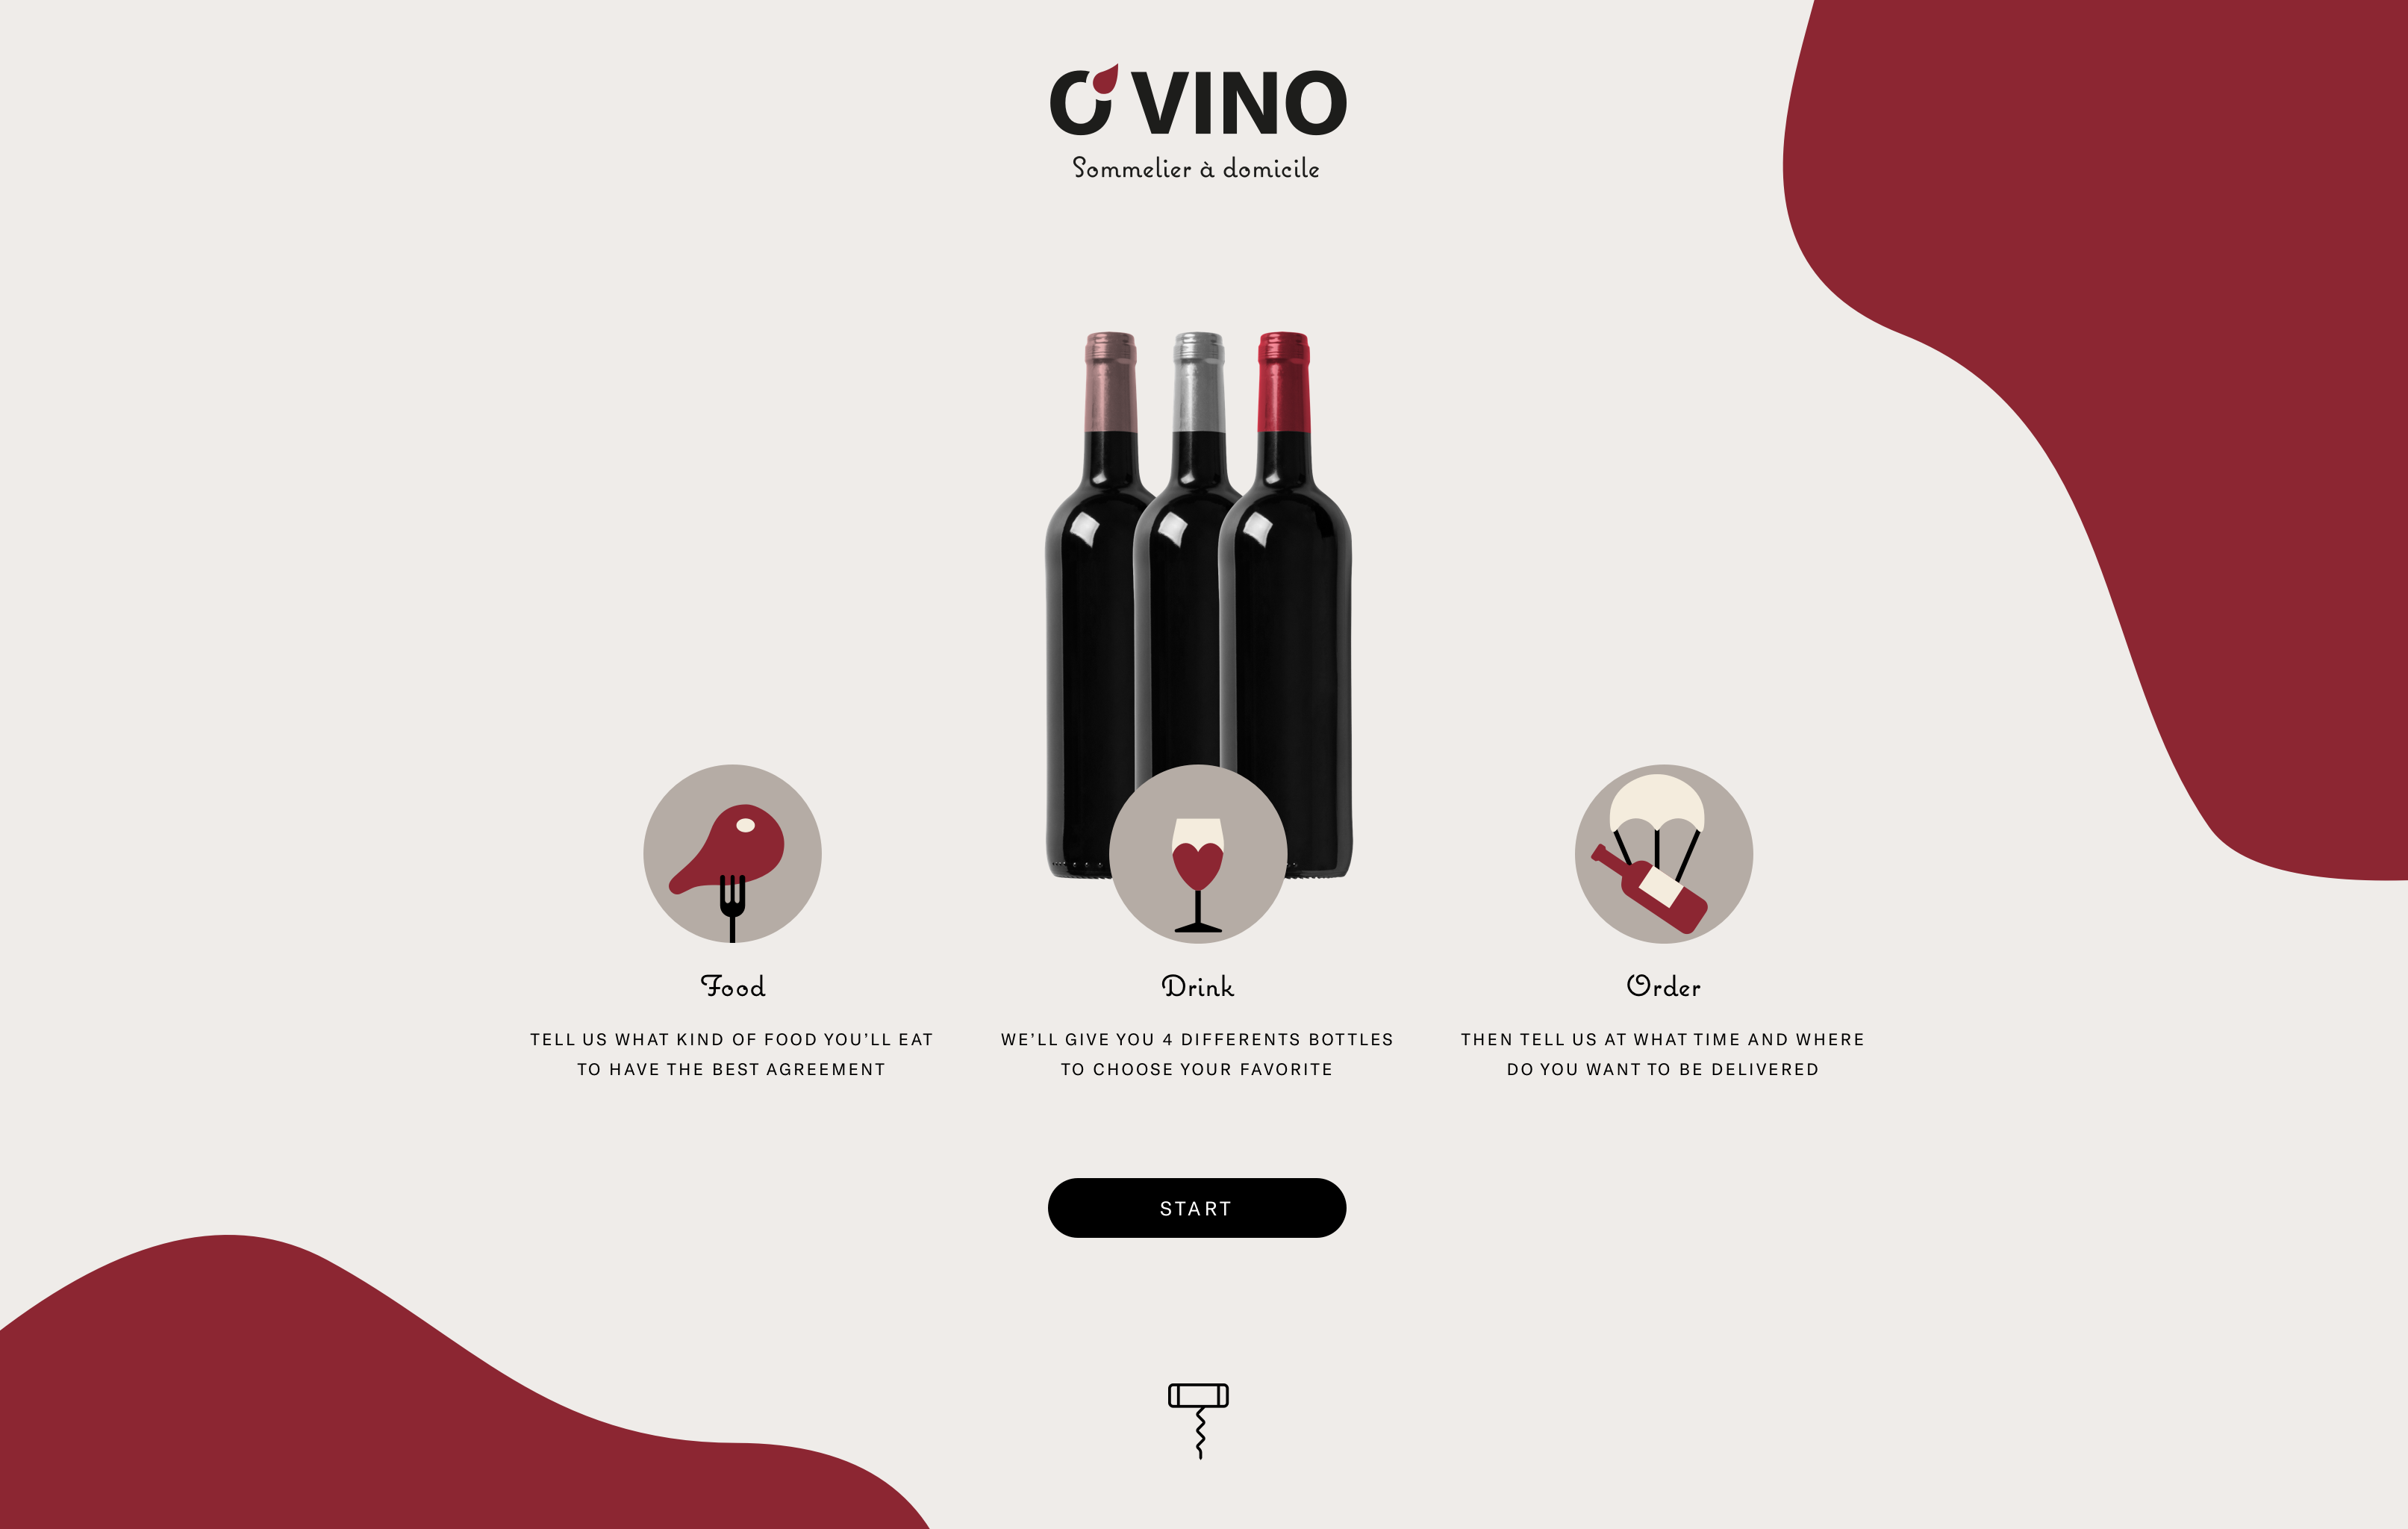 O'VINO
Sommelier à domicile
Food
TELL US WHAT KIND OF FOOD YOU’LL EAT
TO HAVE THE BEST AGREEMENT
Drink
WE’LL GIVE YOU 4 DIFFERENTS BOTTLES
TO CHOOSE YOUR FAVORITE
Order
THEN TELL US AT WHAT TIME AND WHERE
DO YOU WANT TO BE DELIVERED
START